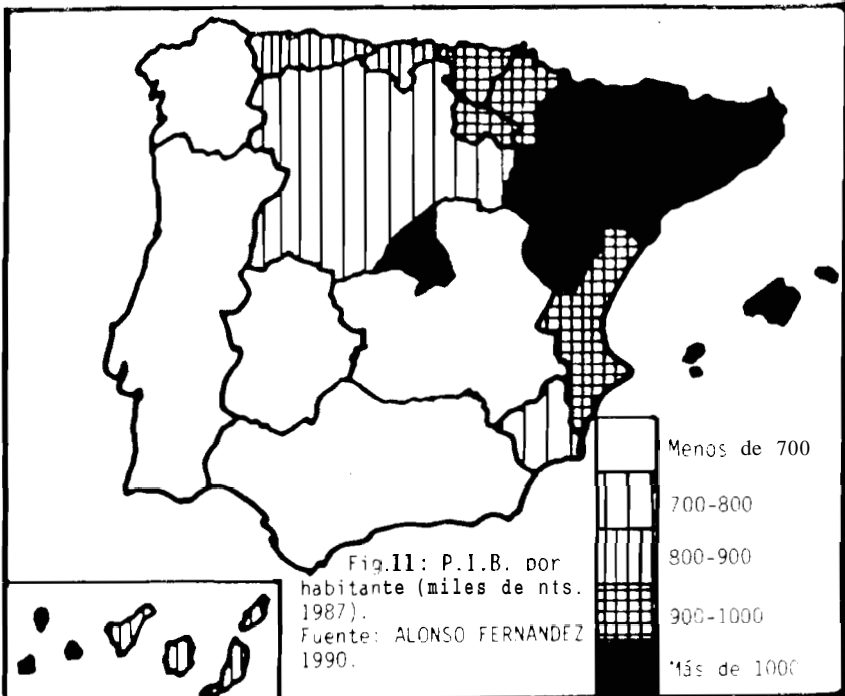 Menos de 700
700-800
800-900
900-1000
Más de 1000
Fig.11: P.I.B. por
habitante (miles de nts.
1987).
Fuente: ALONSO FERNANDEZ
1990.